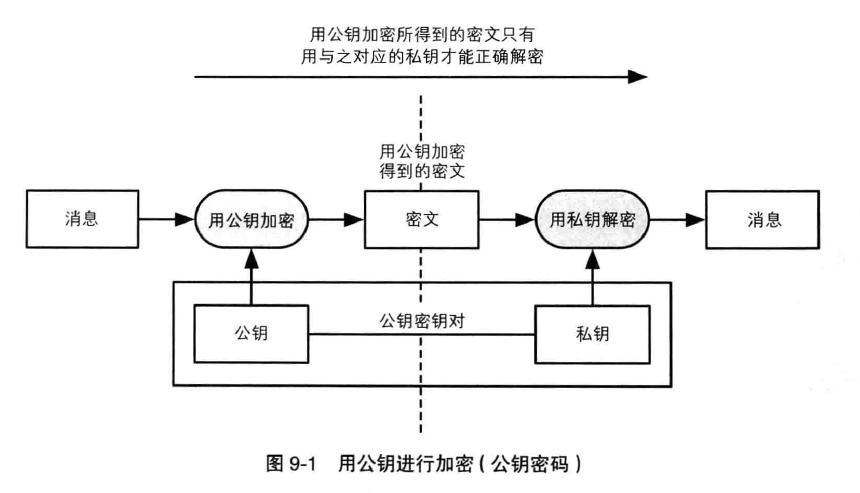 用公钥加密所得到的密文只有
用与之对应的私钥才能正确解密
用公钥加密
得到的密文
消息
用公钥加密
密文
用私钥解密
消息
公钥
公钥密钥对
私钥
图 9-1 用公钥进行加密（公钥密码）